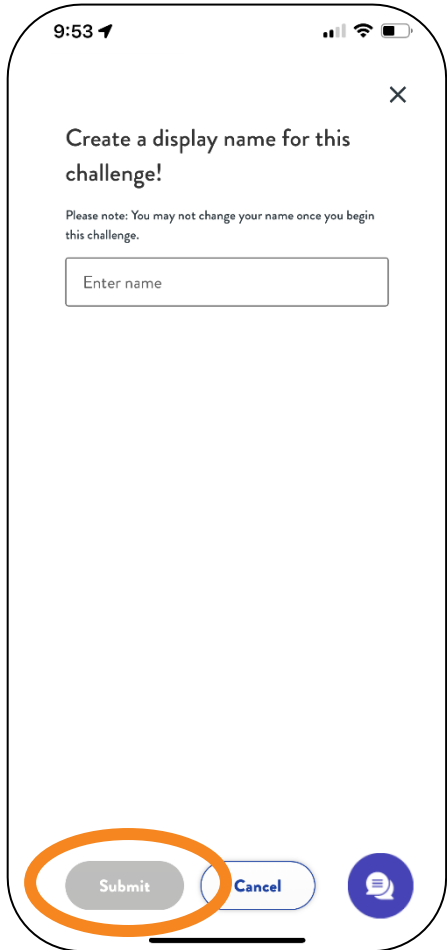 9:53
Create a display name for this
challenge!
Please note: You may not change your name once you begin
this challenge.
Enter name
Submit
Cancel